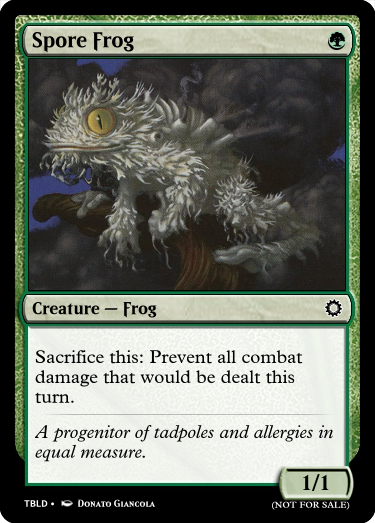 Spore Frog
Creature — Frog
Sacrifice this: Prevent all combat
damage that would be dealt this
turn.
A progenitor of tadpoles and allergies in
equal measure.
1/1
TBLD • Donato Giancola
(NOT FOR SALE)